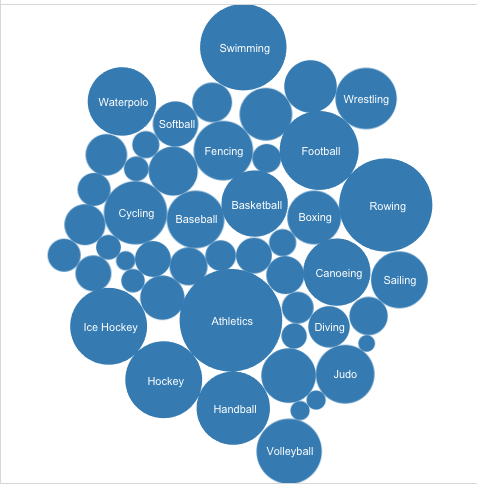 Swimming
Waterpolo
Wrestling
Softball
Fencing
Football
Rowing
Basketball
Cycling
Baseball
Boxing
Canoeing
Sailing
Athletics
Ice Hockey
Diving
Judo
Hockey
Handball
Volleyball